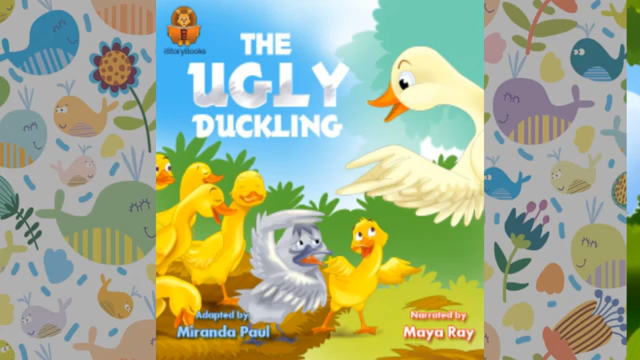 iStoryBooks
THE
UGLY
DUCKLING
Adapted by
Miranda Paul
Narrated by
Maya Ray